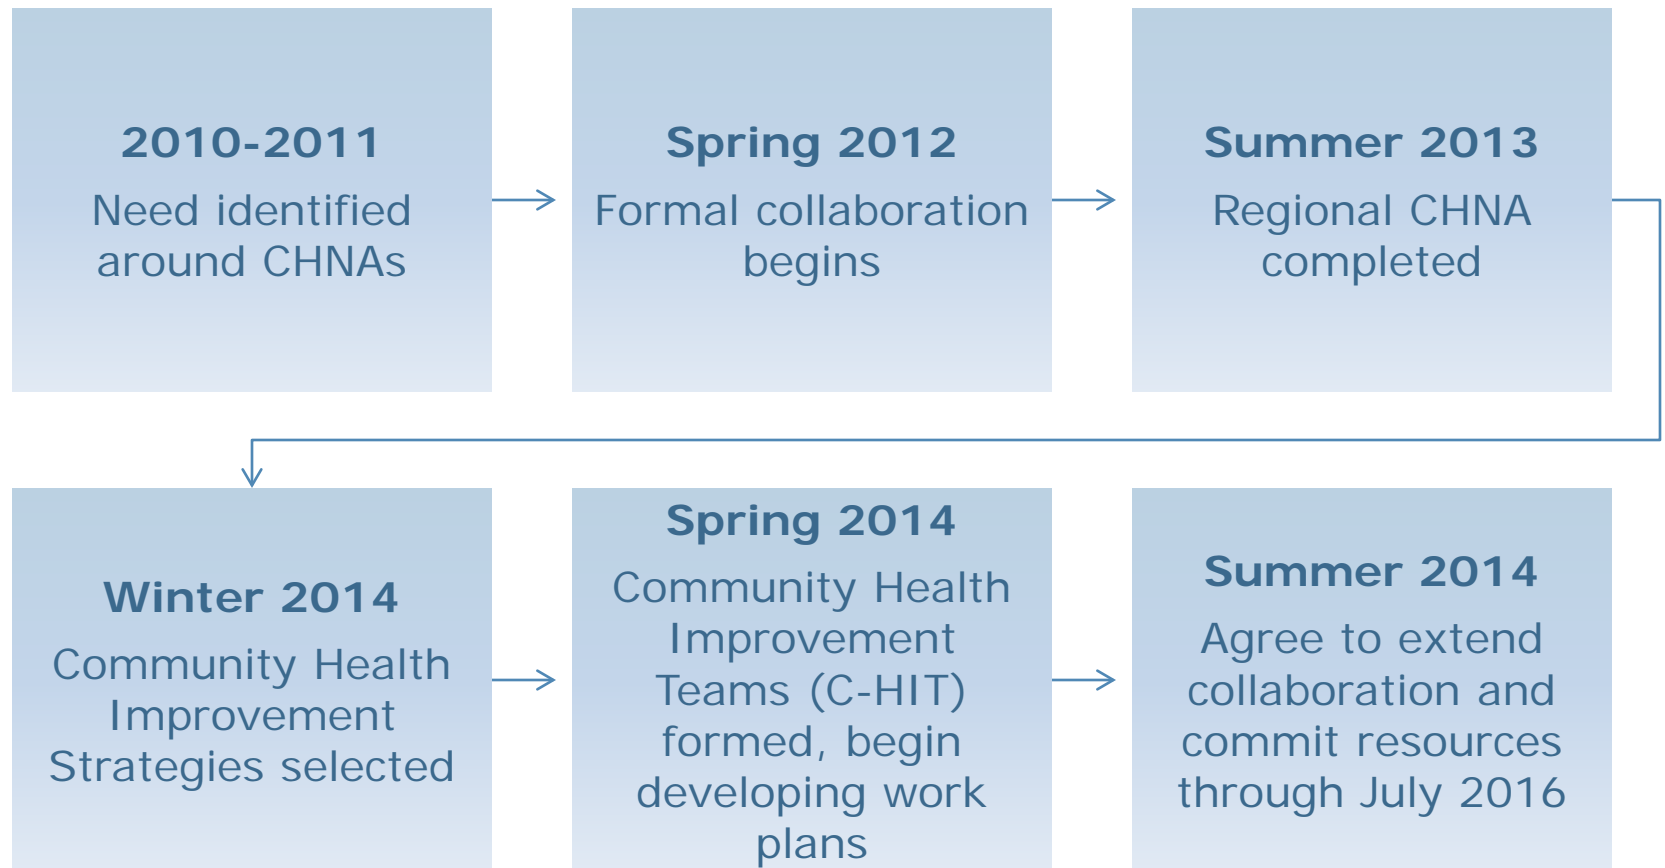 2010-2011
Need identified
around CHNAs
Spring 2012
Formal collaboration
begins
Summer 2013
Regional CHNA
completed
Winter 2014
Community Health
Improvement
Strategies selected
Spring 2014
Community Health
Improvement
Teams (C-HIT)
formed, begin
developing work
plans
Summer 2014
Agree to extend
collaboration and
commit resources
through July 2016